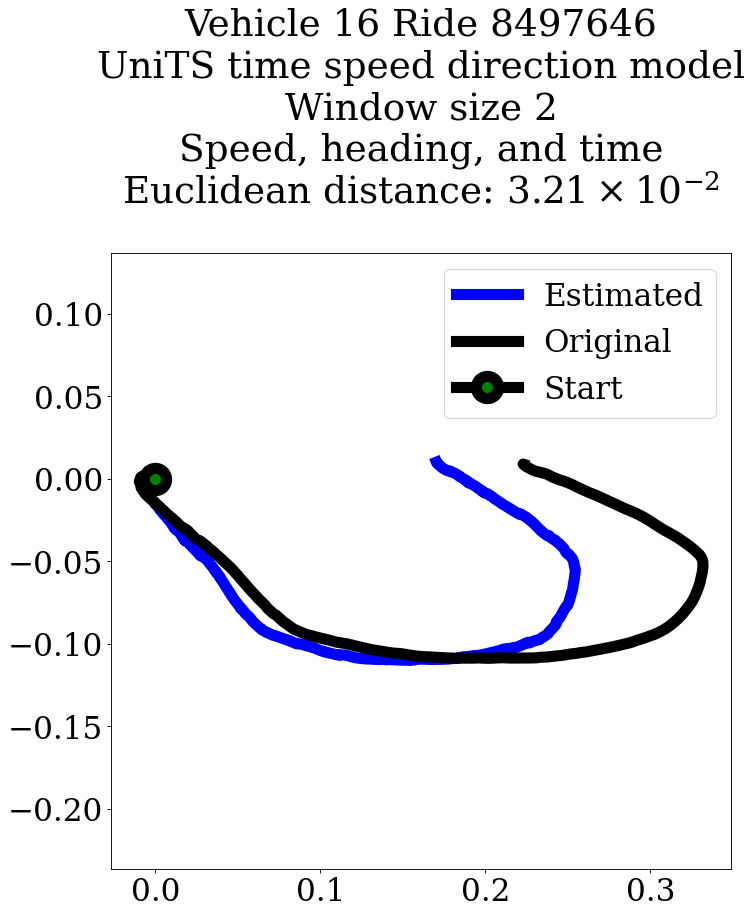 Vehicle 16 Ride 8497646
UniTS time speed direction model
Window size 2
Speed, heading, and time
Euclidean distance: 3.21 × 10⁻²
Estimated
Original
Start
0.10
0.05
0.00
−0.05
−0.10
−0.15
−0.20
0.0 0.1 0.2 0.3